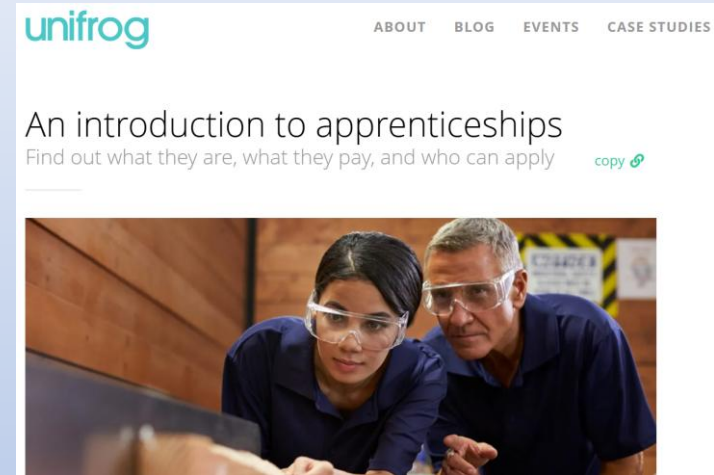 unifrog
ABOUT BLOG EVENTS CASE STUDIES
An introduction to apprenticeships
Find out what they are, what they pay, and who can apply
copy